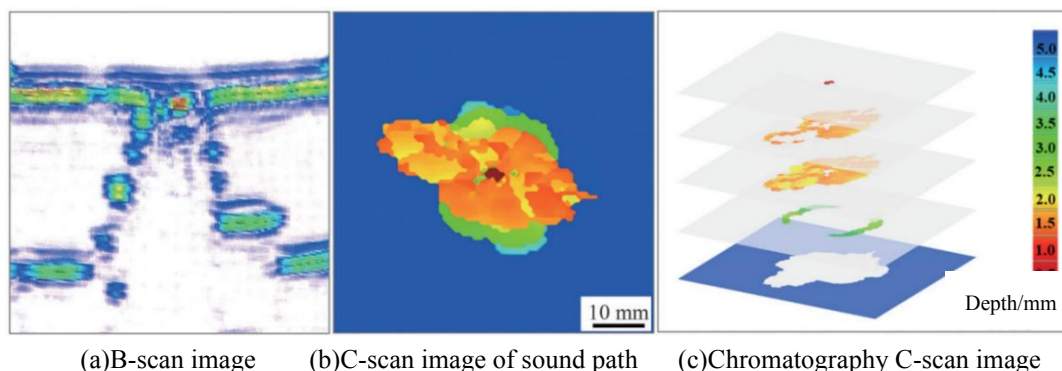 10 mm
5.0
4.5
4.0
3.5
3.0
2.5
2.0
1.5
1.0
Depth/mm
(a)B-scan image
(b)C-scan image of sound path
(c)Chromatography C-scan image